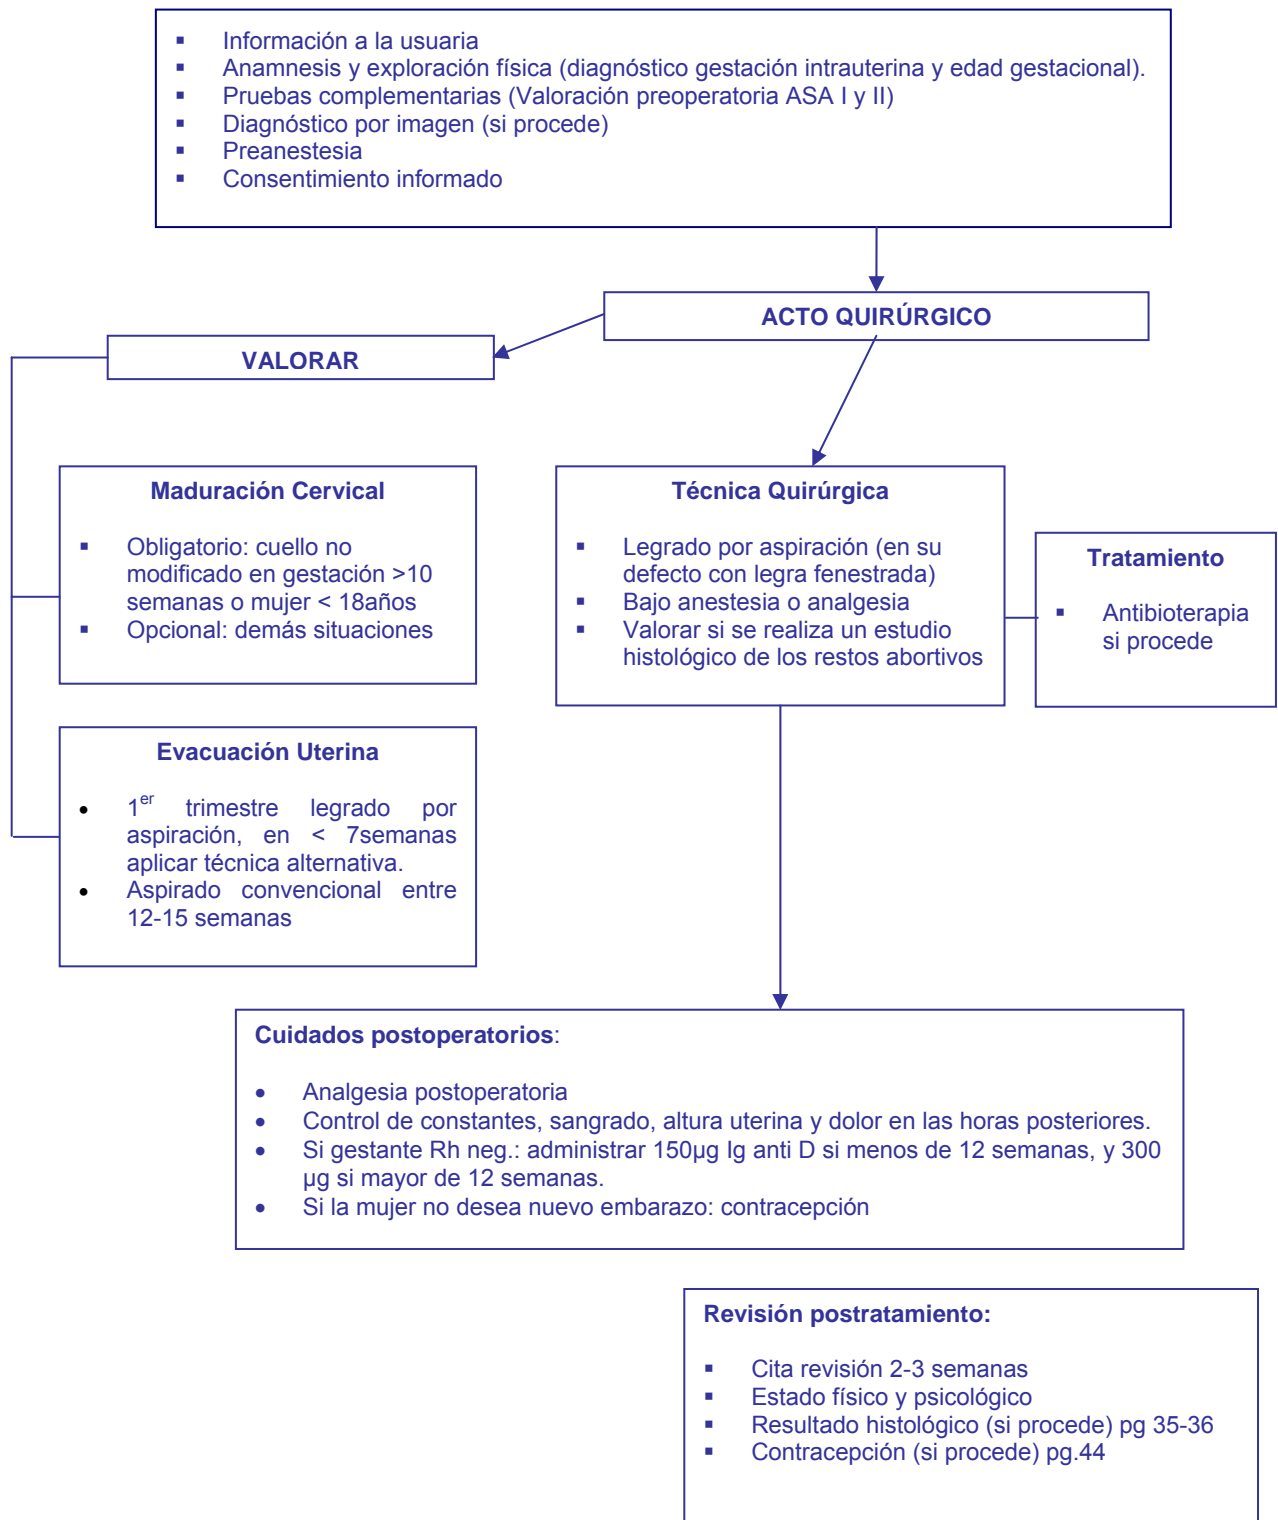 ▪ Información a la usuaria
▪ Anamnesis y exploración física (diagnóstico gestación intrauterina y edad gestacional).
▪ Pruebas complementarias (Valoración preoperatoria ASA I y II)
▪ Diagnóstico por imagen (si procede)
▪ Preanestesia
▪ Consentimiento informado
ACTO QUIRÚRGICO
VALORAR
Maduración Cervical
▪ Obligatorio: cuello no
modificado en gestación >10
semanas o mujer < 18años
▪ Opcional: demás situaciones
Técnica Quirúrgica
▪ Legrado por aspiración (en su
defecto con legra fenestrada)
▪ Bajo anestesia o analgesia
▪ Valorar si se realiza un estudio
histológico de los restos abortivos
Tratamiento
▪ Antibioterapia
si procede
Evacuación Uterina
• 1er trimestre legrado por
aspiración, en < 7semanas
aplicar técnica alternativa.
• Aspirado convencional entre
12-15 semanas
Cuidados postoperatorios:
• Analgesia postoperatoria
• Control de constantes, sangrado, altura uterina y dolor en las horas posteriores.
• Si gestante Rh neg.: administrar 150µg Ig anti D si menos de 12 semanas, y 300
µg si mayor de 12 semanas.
• Si la mujer no desea nuevo embarazo: contracepción
Revisión postratamiento:
▪ Cita revisión 2-3 semanas
▪ Estado físico y psicológico
▪ Resultado histológico (si procede) pg 35-36
▪ Contracepción (si procede) pg.44